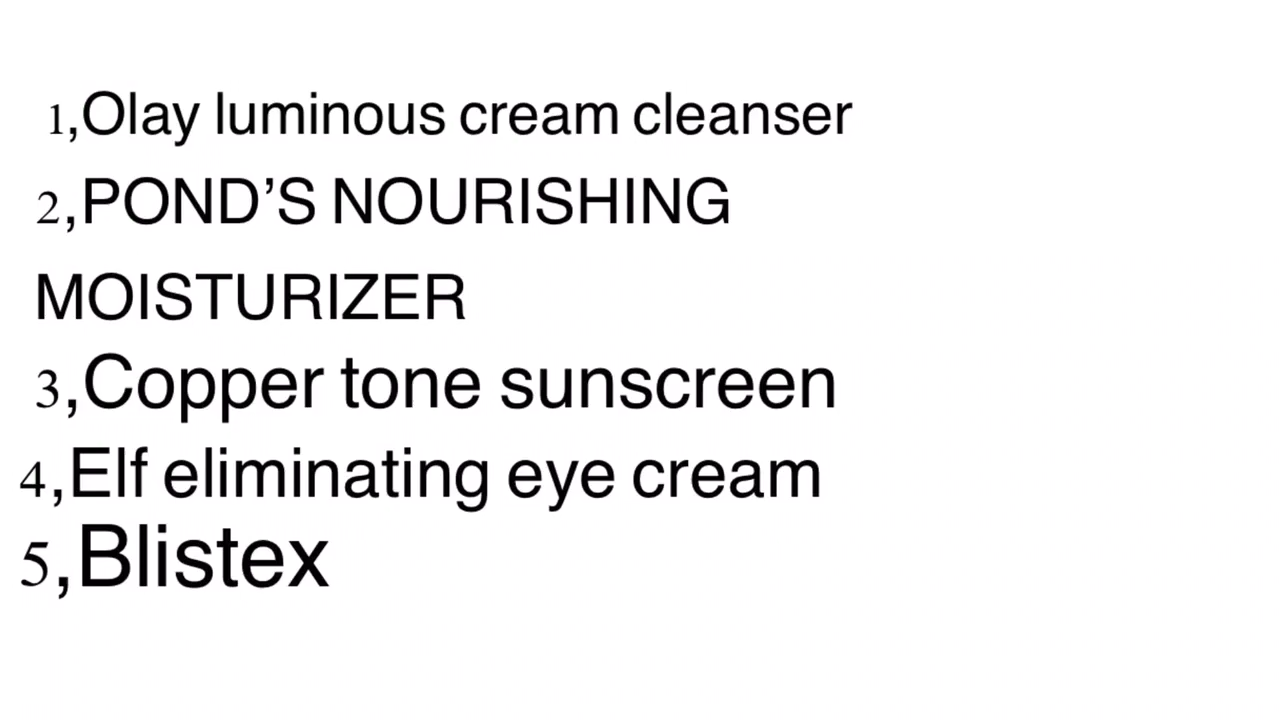 1,Olay luminous cream cleanser
2,POND’S NOURISHING
MOISTURIZER
3,Copper tone sunscreen
4,Elf eliminating eye cream
5,Blistex